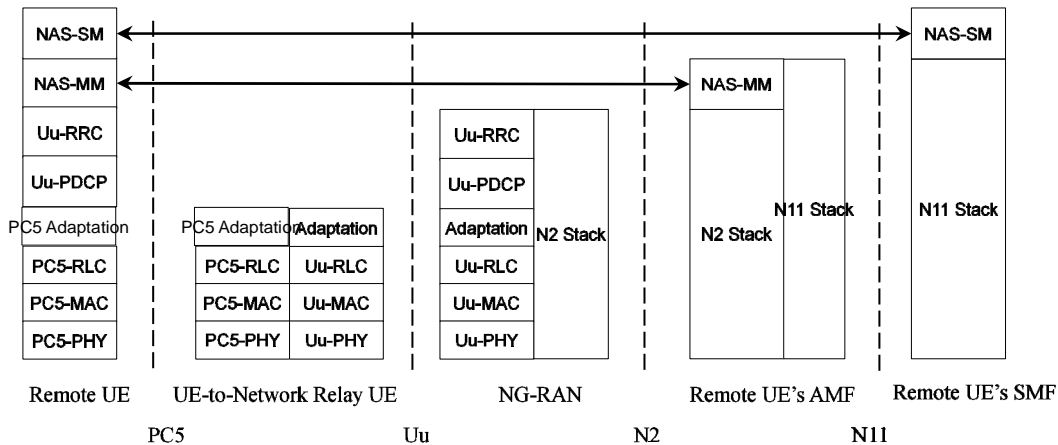 NAS-SM
NAS-SM
NAS-MM
NAS-MM
Uu-RRC
Uu-RRC
Uu-PDCP
Uu-PDCP
N11 Stack
N11 Stack
PC5 Adaptation
PC5 Adaptation
Adaptation
Adaptation
N2 Stack
N2 Stack
PC5-RLC
PC5-RLC
Uu-RLC
Uu-RLC
PC5-MAC
PC5-MAC
Uu-MAC
Uu-MAC
PC5-PHY
PC5-PHY
Uu-PHY
Uu-PHY
Remote UE
UE-to-Network Relay UE
NG-RAN
Remote UE’s AMF
Remote UE’s SMF
PC5
Uu
N2
N11